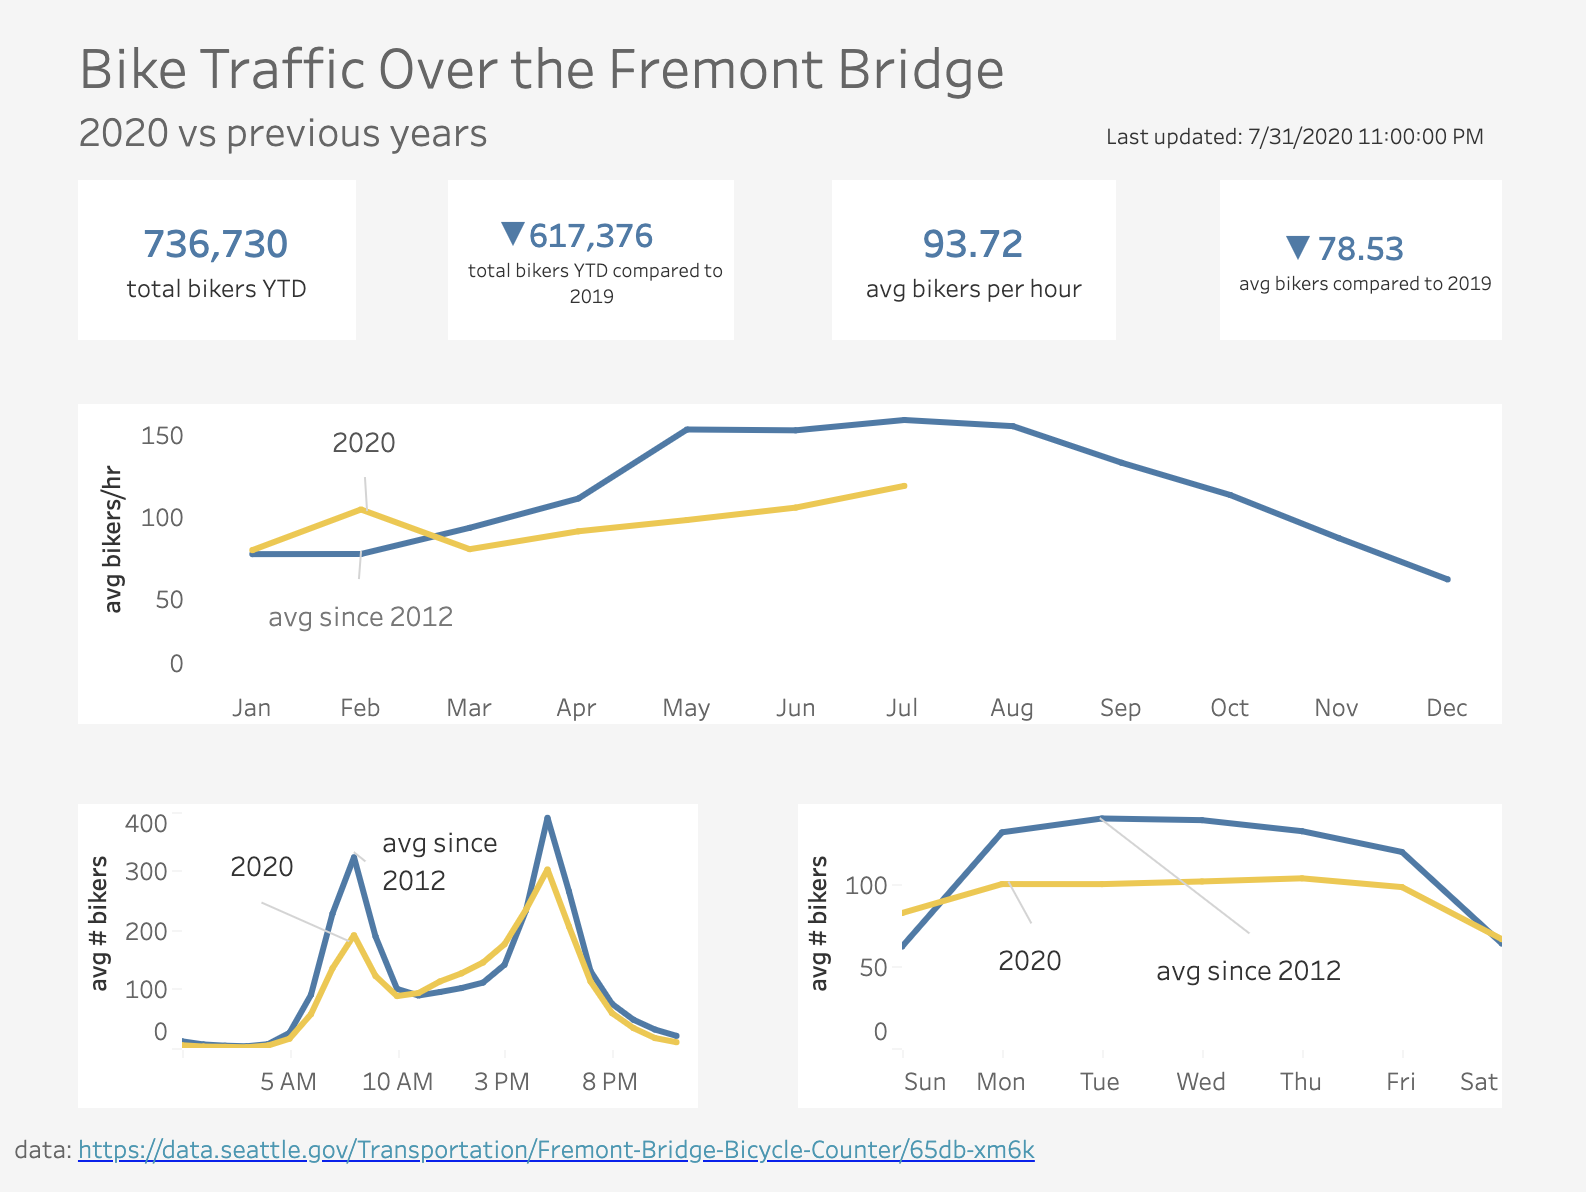 Bike Traffic Over the Fremont Bridge
2020 vs previous years
Last updated: 7/31/2020 11:00:00 PM
736,730
total bikers YTD
▼617,376
total bikers YTD compared to
2019
93.72
avg bikers per hour
▼ 78.53
avg bikers compared to 2019
avg bikers/hr
150
100
50
0
2020
avg since 2012
Jan Feb Mar Apr May Jun Jul Aug Sep Oct Nov Dec
avg # bikers
400
300
200
100
0
2020
avg since
2012
5 AM 10 AM 3 PM 8 PM
avg # bikers
100
50
0
2020
avg since 2012
Sun Mon Tue Wed Thu Fri Sat
data: https://data.seattle.gov/Transportation/Fremont-Bridge-Bicycle-Counter/65db-xm6k